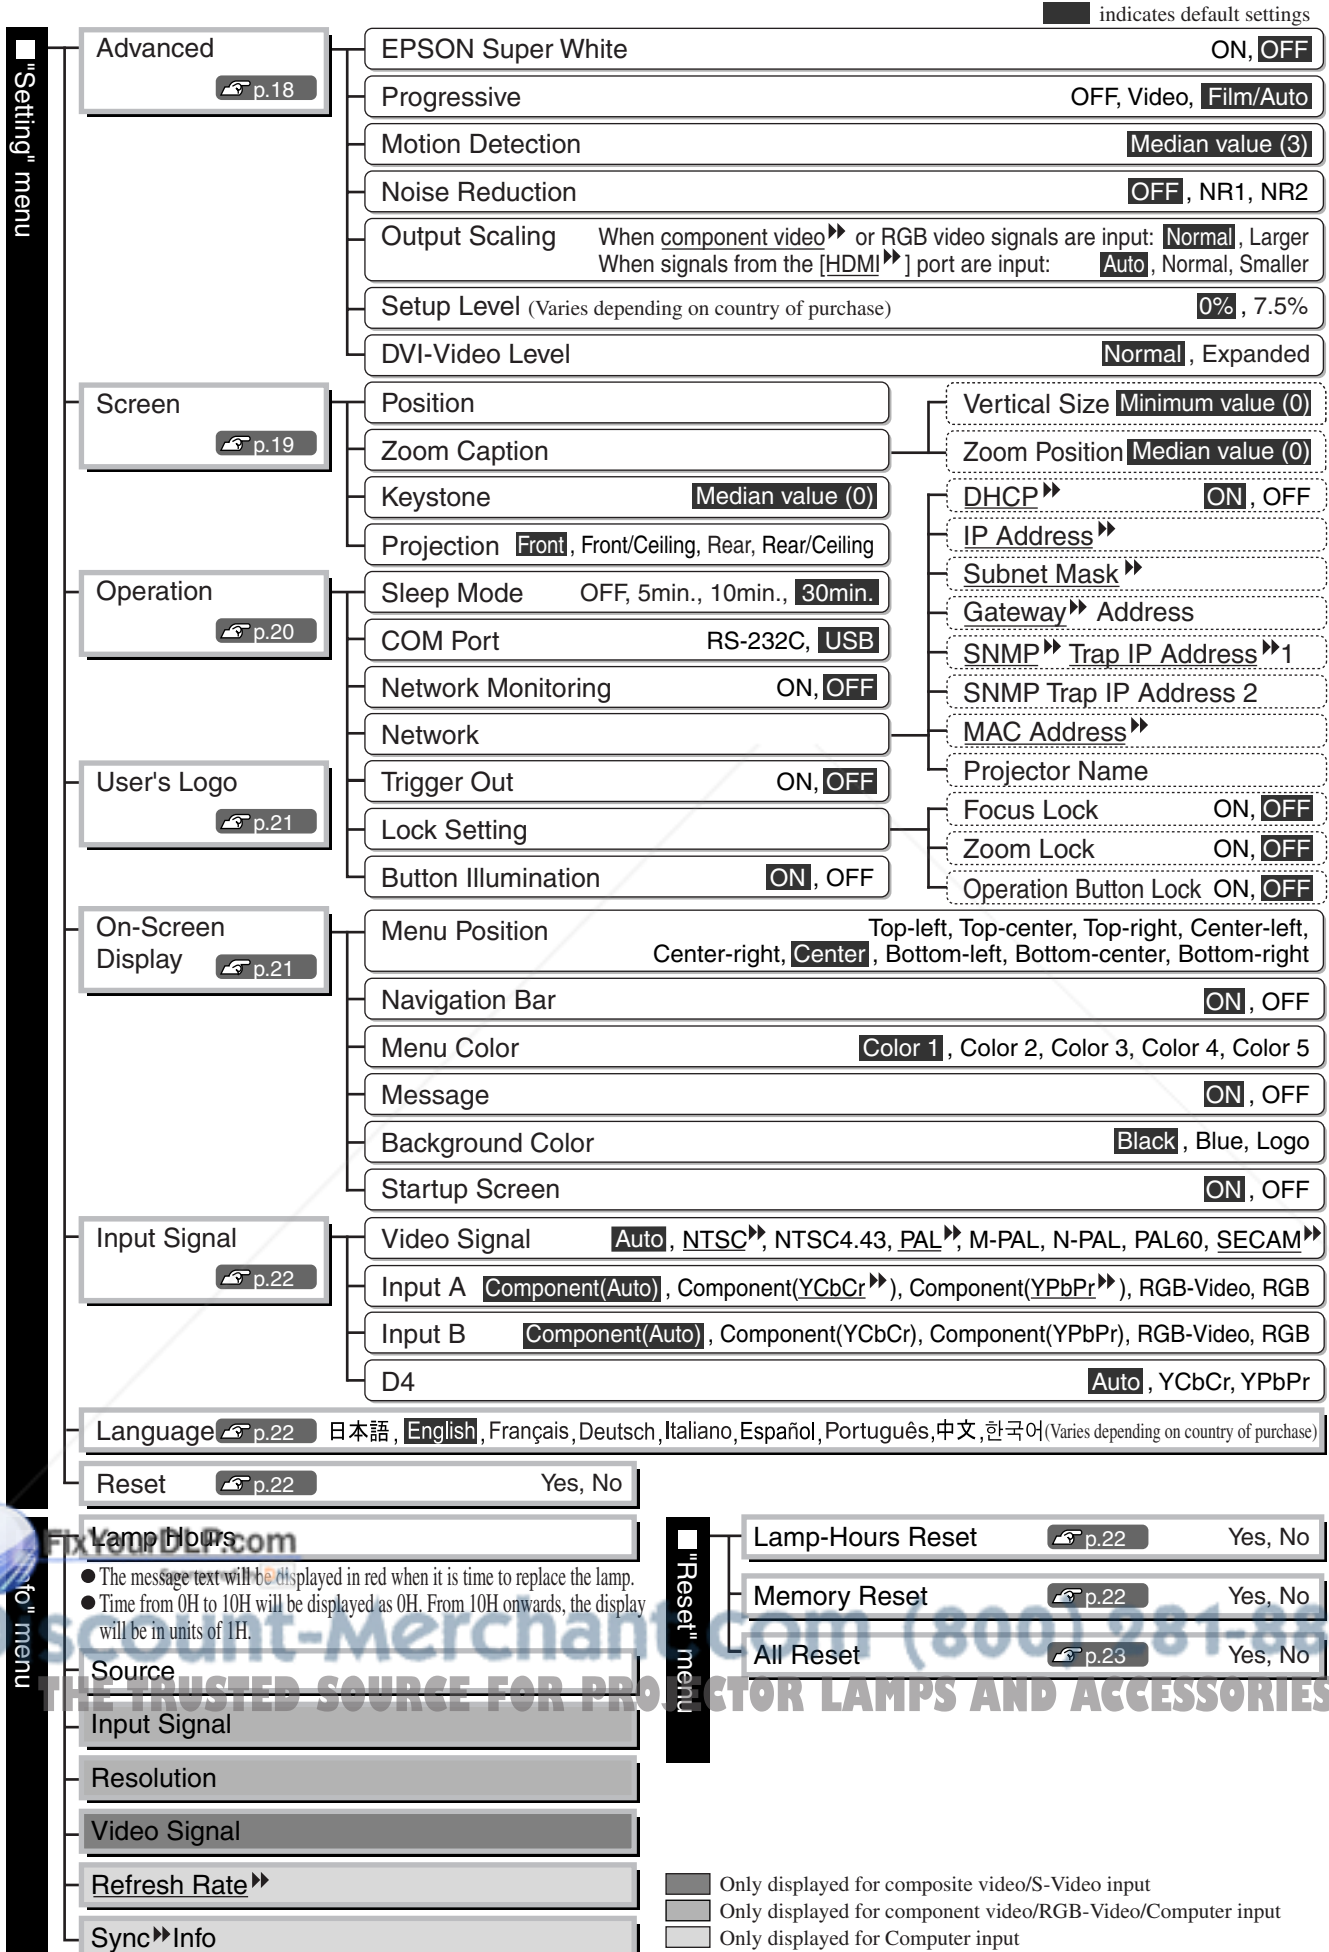 indicates default settings
"Setting" menu
Advanced
p.18
EPSON Super White ON, OFF
Progressive OFF, Video, Film/Auto
Motion Detection Median value (3)
Noise Reduction OFF, NR1, NR2
Output Scaling When component video or RGB video signals are input: Normal, Larger
When signals from the [HDMI] port are input: Auto, Normal, Smaller
Setup Level (Varies depending on country of purchase) 0%, 7.5%
DVI-Video Level Normal, Expanded
Screen
p.19
Position
Zoom Caption
Vertical Size Minimum value (0)
Zoom Position Median value (0)
Keystone Median value (0)
Projection Front, Front/Ceiling, Rear, Rear/Ceiling
Operation
p.20
Sleep Mode OFF, 5min., 10min., 30min.
COM Port RS-232C, USB
Network Monitoring ON, OFF
Network
DHCP ON, OFF
IP Address
Subnet Mask
Gateway Address
SNMP Trap IP Address 1
SNMP Trap IP Address 2
MAC Address
Projector Name
Trigger Out ON, OFF
Lock Setting
Focus Lock ON, OFF
Zoom Lock ON, OFF
Operation Button Lock ON, OFF
Button Illumination ON, OFF
User's Logo
p.21
On-Screen
Display p.21
Menu Position Top-left, Top-center, Top-right, Center-left,
Center-right, Center, Bottom-left, Bottom-center, Bottom-right
Navigation Bar ON, OFF
Menu Color Color 1, Color 2, Color 3, Color 4, Color 5
Message ON, OFF
Background Color Black, Blue, Logo
Startup Screen ON, OFF
Input Signal
p.22
Video Signal Auto, NTSC, NTSC4.43, PAL, M-PAL, N-PAL, PAL60, SECAM
Input A Component(Auto), Component(YCbCr), Component(YPbPr), RGB-Video, RGB
Input B Component(Auto), Component(YCbCr), Component(YPbPr), RGB-Video, RGB
D4 Auto, YCbCr, YPbPr
Language p.22 日本語, English, Français, Deutsch, Italiano, Español, Português, 中文, 한국어 (Varies depending on country of purchase)
Reset p.22 Yes, No
fo" menu
Lamp Hours
FixYourDLP.com
● The message text will be displayed in red when it is time to replace the lamp.
● Time from 0H to 10H will be displayed as 0H. From 10H onwards, the display
will be in units of 1H.
Source
Input Signal
Resolution
Video Signal
Refresh Rate
Sync Info
"Reset" menu
Lamp-Hours Reset p.22 Yes, No
Memory Reset p.22 Yes, No
All Reset p.23 Yes, No
iscount-Merchant.com (800) 281-88
THE TRUSTED SOURCE FOR PROJECTOR LAMPS AND ACCESSORIES
Only displayed for composite video/S-Video input
Only displayed for component video/RGB-Video/Computer input
Only displayed for Computer input